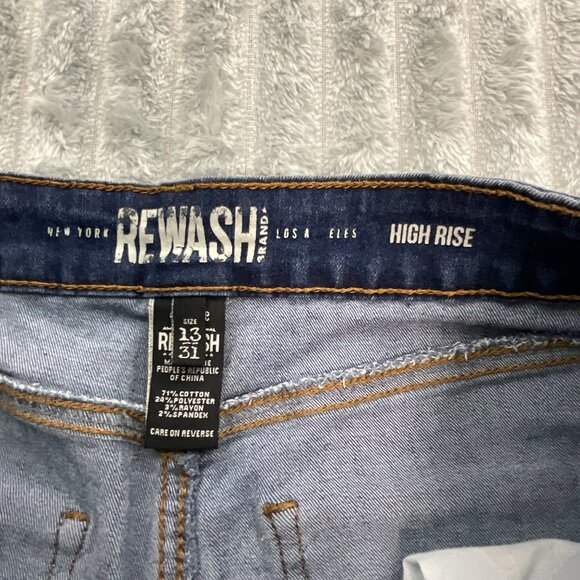 NEW YORK REWASH BRAND LOS A ELES HIGH RISE
SIZE
13
31
PEOPLE'S REPUBLIC
OF CHINA
71% COTTON
24% POLYESTER
3% RAYON
2% SPANDEX
CARE ON REVERSE